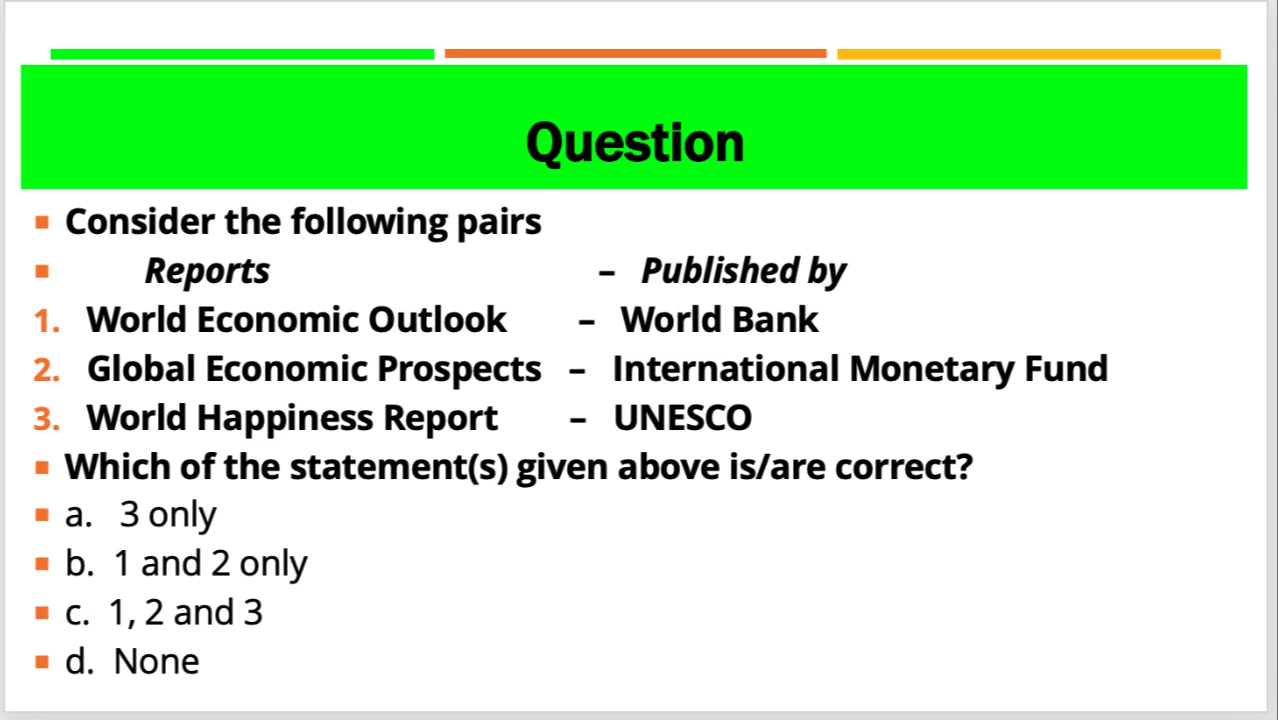 Question
Consider the following pairs
Reports – Published by
1. World Economic Outlook – World Bank
2. Global Economic Prospects – International Monetary Fund
3. World Happiness Report – UNESCO
Which of the statement(s) given above is/are correct?
a. 3 only
b. 1 and 2 only
c. 1, 2 and 3
d. None